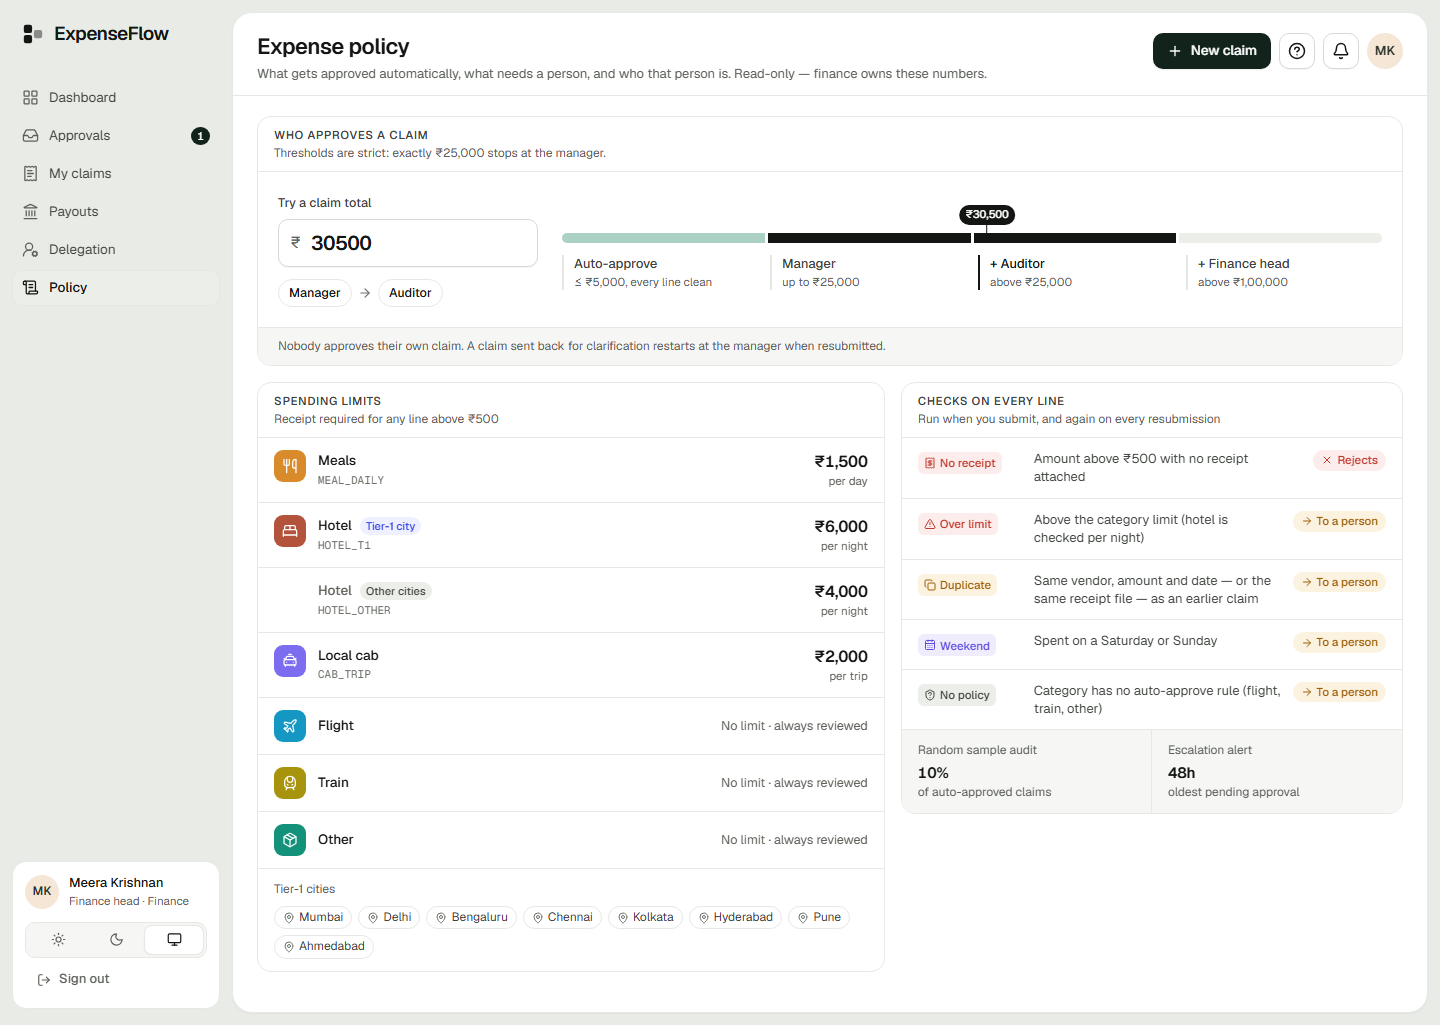 ExpenseFlow
Dashboard
Approvals
1
My claims
Payouts
Delegation
Policy
MK
Meera Krishnan
Finance head · Finance
Sign out
Expense policy
What gets approved automatically, what needs a person, and who that person is. Read-only — finance owns these numbers.
New claim
MK
WHO APPROVES A CLAIM
Thresholds are strict: exactly ₹25,000 stops at the manager.
Try a claim total
₹ 30500
Manager → Auditor
₹30,500
Auto-approve
≤ ₹5,000, every line clean
Manager
up to ₹25,000
+ Auditor
above ₹25,000
+ Finance head
above ₹1,00,000
Nobody approves their own claim. A claim sent back for clarification restarts at the manager when resubmitted.
SPENDING LIMITS
Receipt required for any line above ₹500
Meals
MEAL_DAILY
₹1,500
per day
Hotel Tier-1 city
HOTEL_T1
₹6,000
per night
Hotel Other cities
HOTEL_OTHER
₹4,000
per night
Local cab
CAB_TRIP
₹2,000
per trip
Flight
No limit · always reviewed
Train
No limit · always reviewed
Other
No limit · always reviewed
Tier-1 cities
Mumbai Delhi Bengaluru Chennai Kolkata Hyderabad Pune
Ahmedabad
CHECKS ON EVERY LINE
Run when you submit, and again on every resubmission
No receipt
Amount above ₹500 with no receipt
attached
Rejects
Over limit
Above the category limit (hotel is
checked per night)
→ To a person
Duplicate
Same vendor, amount and date — or the
same receipt file — as an earlier claim
→ To a person
Weekend
Spent on a Saturday or Sunday
→ To a person
No policy
Category has no auto-approve rule (flight,
train, other)
→ To a person
Random sample audit
10%
of auto-approved claims
Escalation alert
48h
oldest pending approval